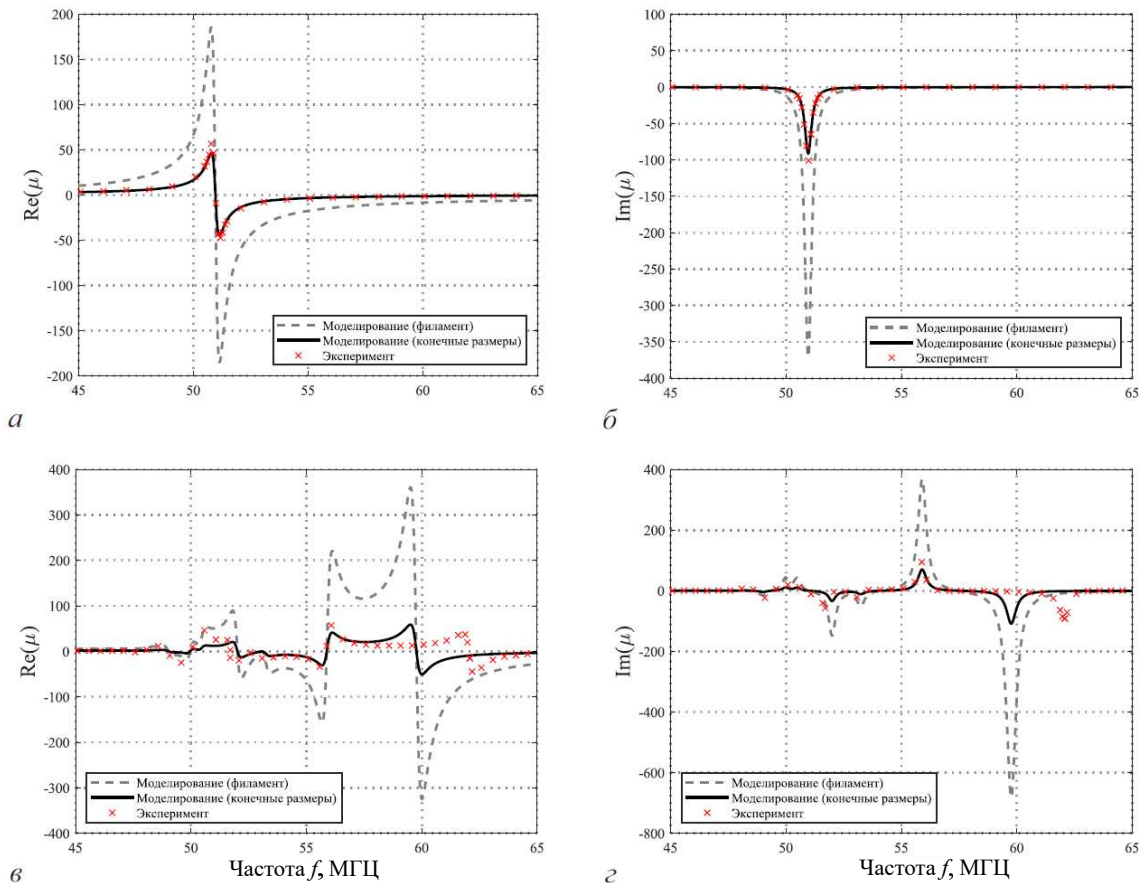 200
150
100
50
0
-50
-100
-150
-200
Re(μ)
Моделирование (филамент)
Моделирование (конечные размеры)
Эксперимент
45 50 55 60 65
а
100
50
0
-50
-100
-150
-200
-250
-300
-350
-400
Im(μ)
Моделирование (филамент)
Моделирование (конечные размеры)
Эксперимент
45 50 55 60 65
б
400
300
200
100
0
-100
-200
-300
-400
Re(μ)
Моделирование (филамент)
Моделирование (конечные размеры)
Эксперимент
45 50 55 60 65
Частота f, МГЦ
в
400
200
0
-200
-400
-600
-800
Im(μ)
Моделирование (филамент)
Моделирование (конечные размеры)
Эксперимент
45 50 55 60 65
Частота f, МГЦ
г